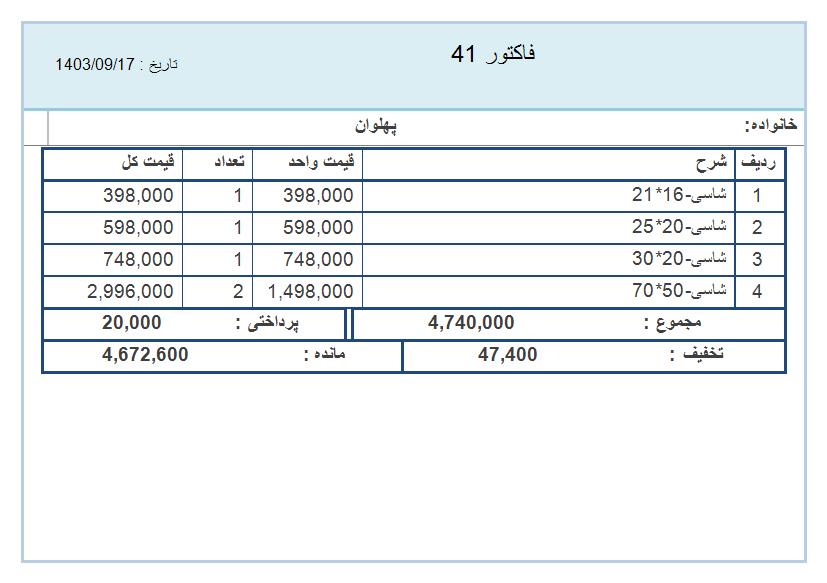 فاکتور 41
تاریخ : 1403/09/17
خانواده: پهلوان
ردیف شرح قیمت واحد تعداد قیمت کل
1 شاسی-16*21 398,000 1 398,000
2 شاسی-20*25 598,000 1 598,000
3 شاسی-20*30 748,000 1 748,000
4 شاسی-50*70 1,498,000 2 2,996,000
مجموع : 4,740,000 پرداختی : 20,000
تخفیف : 47,400 مانده : 4,672,600